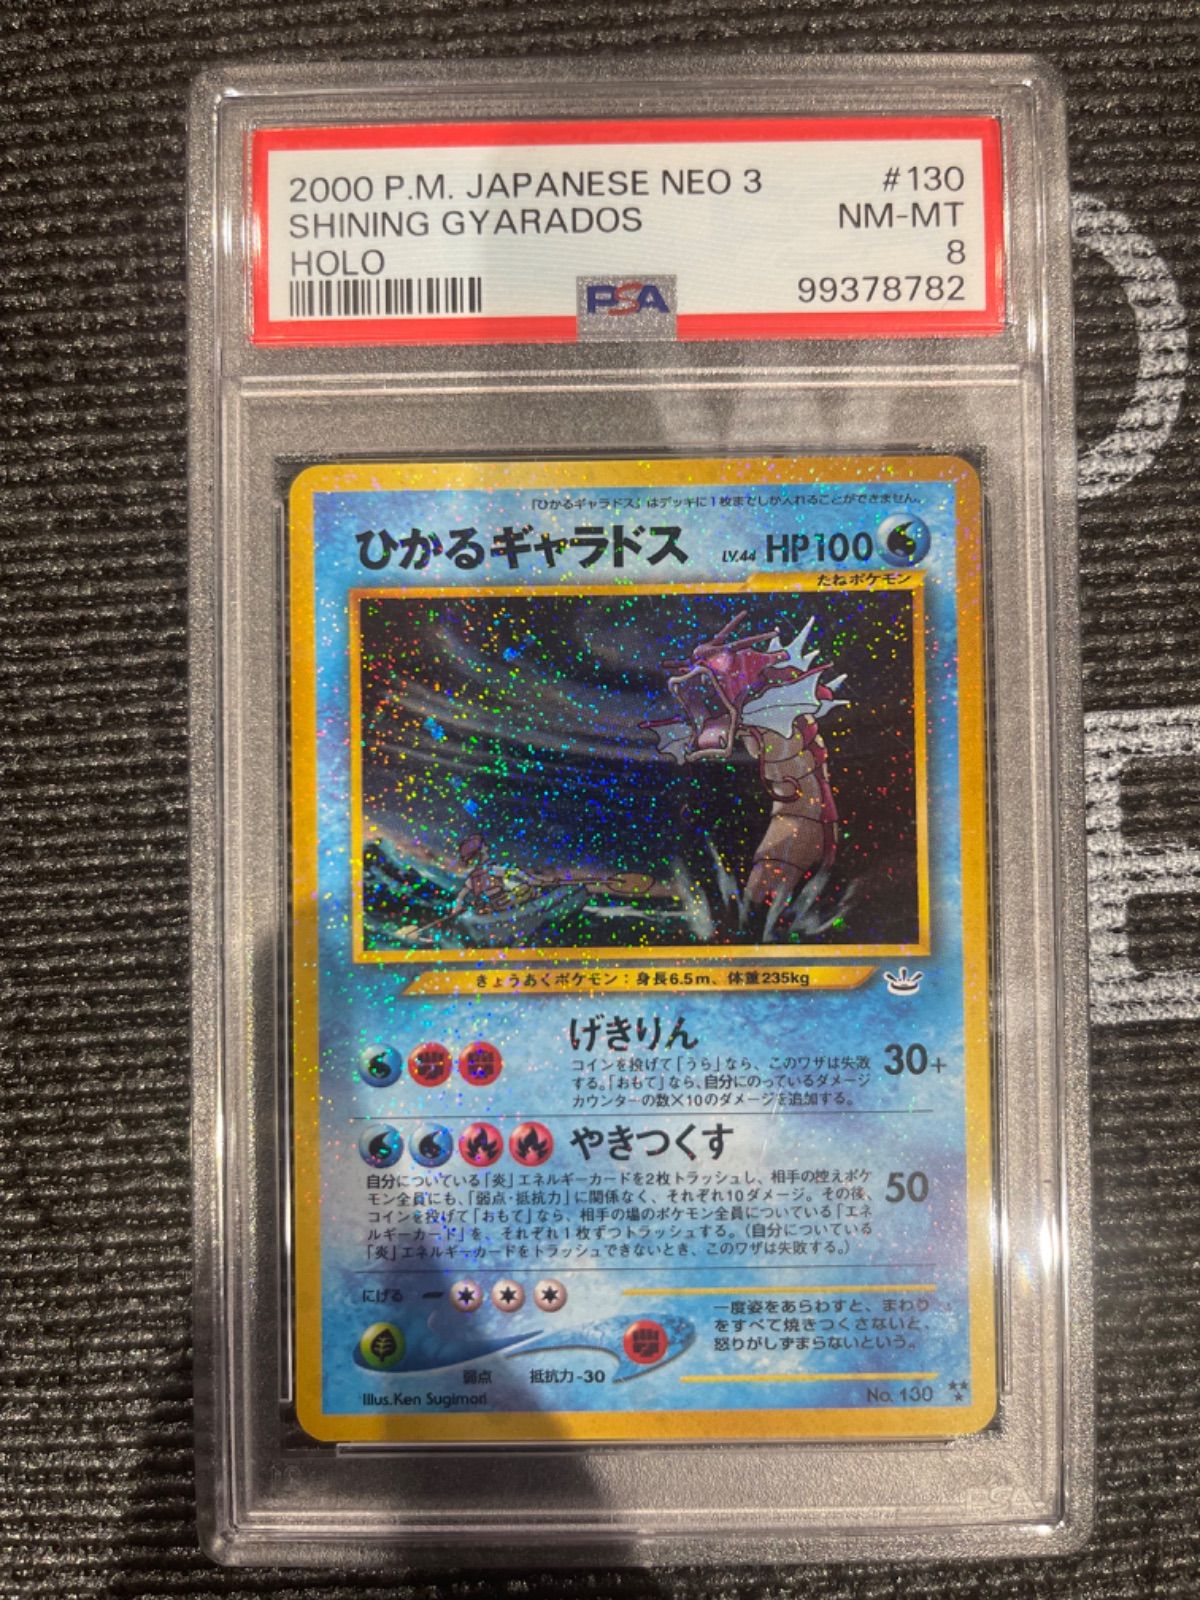 2000 P.M. JAPANESE NEO 3 #130
SHINING GYARADOS NM-MT
HOLO 8
PSA 99378782
「ひかるギャラドス」はデッキに1枚までしか入れることができません。
ひかるギャラドス LV.44 HP100
たねポケモン
きょうあくポケモン：身長6.5m、体重235kg
げきりん
コインを投げて「うら」なら、このワザは失敗
する。「おもて」なら、自分にのっているダメージ
カウンターの数×10のダメージを追加する。
30+
やきつくす
自分についている「炎」エネルギーカードを2枚トラッシュし、相手の控えポケ
モン全員にも、「弱点・抵抗力」に関係なく、それぞれ10ダメージ。その後、
コインを投げて「おもて」なら、相手の場のポケモン全員についている「エネ
ルギーカード」を、それぞれ1枚ずつトラッシュする。（自分についている
「炎」エネルギーカードをトラッシュできないとき、このワザは失敗する。）
50
にげる
弱点 抵抗力-30
一度姿をあらわすと、まわり
をすべて焼きつくさないと、
怒りがしずまらないという。
Illus.Ken Sugimori No. 130
PSA